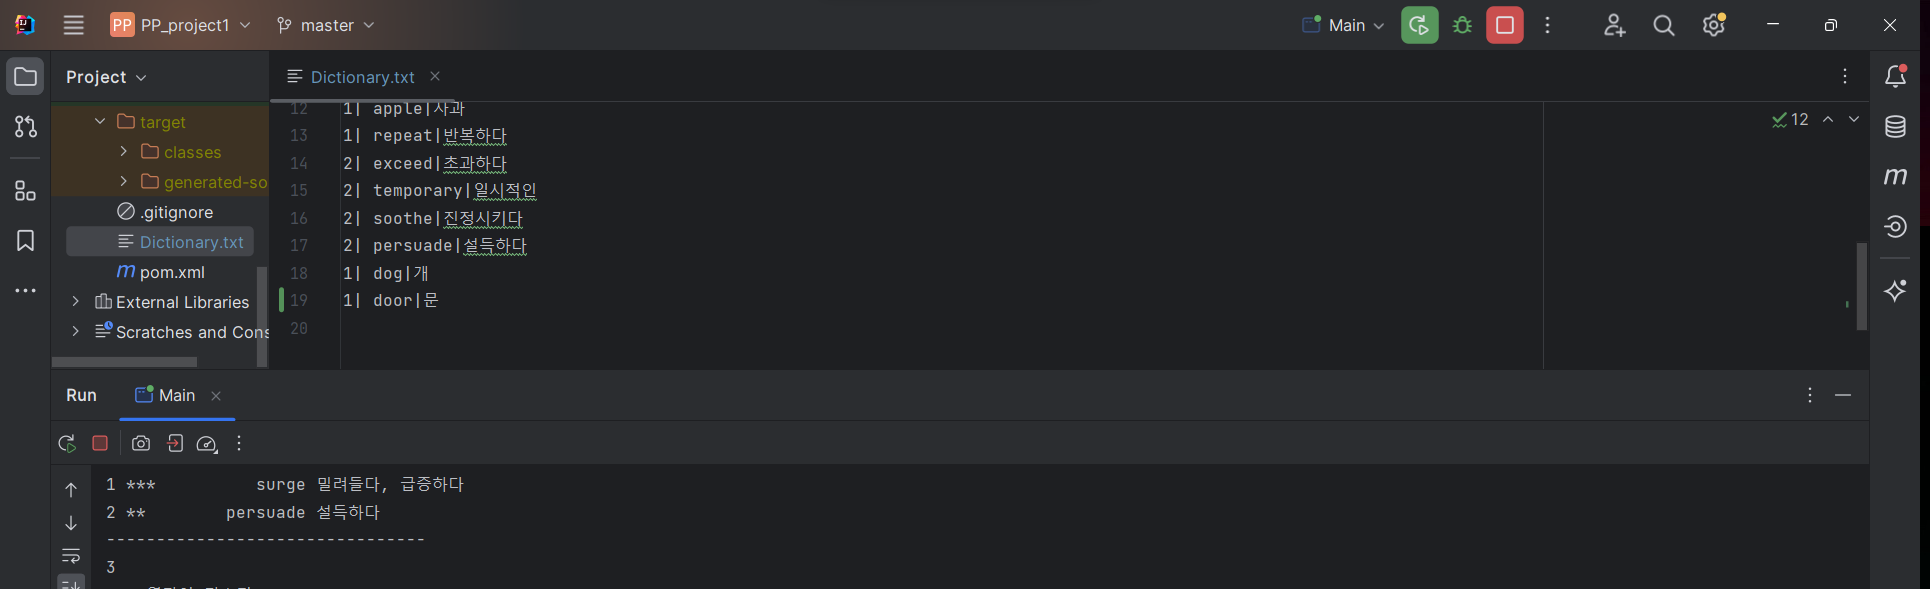 PP PP_project1 master Main
Project
Dictionary.txt
target
classes
generated-so
.gitignore
Dictionary.txt
m pom.xml
External Libraries
Scratches and Cons
12 1| apple|사과
13 1| repeat|반복하다
14 2| exceed|초과하다
15 2| temporary|일시적인
16 2| soothe|진정시키다
17 2| persuade|설득하다
18 1| dog|개
19 1| door|문
20
12
m
Run Main
1 *** surge 밀려들다, 급증하다
2 ** persuade 설득하다
--------------------------------
3